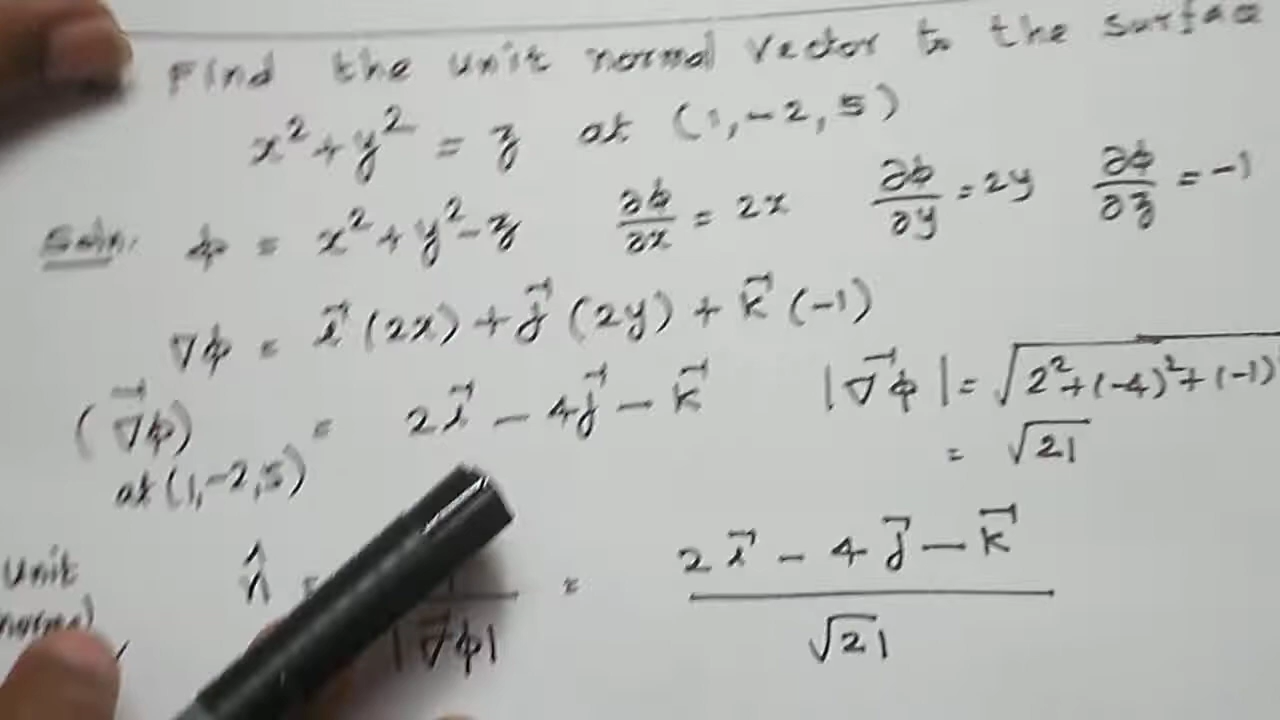 Find the unit normal vector to the surface
x² + y² = z at (1, -2, 5)
Soln: ϕ = x² + y² - z ∂ϕ/∂x = 2x ∂ϕ/∂y = 2y ∂ϕ/∂z = -1
∇ϕ = i⃗ (2x) + j⃗ (2y) + k⃗ (-1)
(∇⃗ϕ) = 2i⃗ - 4j⃗ - k⃗ |∇⃗ϕ| = √2² + (-4)² + (-1)
at (1, -2, 5) = √21
Unit normal n̂ = / |∇⃗ϕ| = 2i⃗ - 4j⃗ - k⃗ / √21